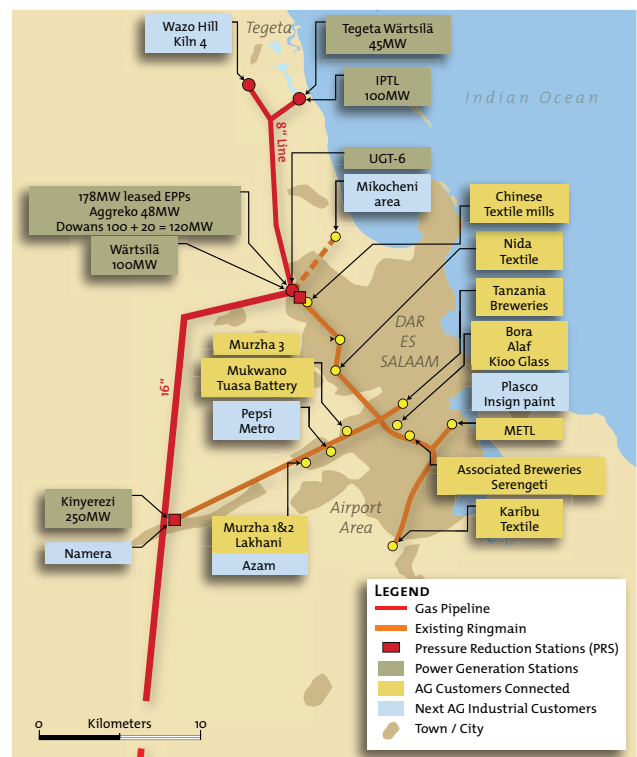 Wazo Hill
Kiln 4
Tegeta
Tegeta Wärtsilä
45MW
IPTL
100MW
Indian Ocean
8" Line
UGT-6
Mikocheni
area
178MW leased EPPs
Aggreko 48MW
Dowans 100 + 20 = 120MW
Wärtsilä
100MW
Chinese
Textile mills
Nida
Textile
Tanzania
Breweries
Bora
Alaf
Kioo Glass
Plasco
Insign paint
DAR
ES
SALAAM
Murzha 3
Mukwano
Tuasa Battery
Pepsi
Metro
16"
METL
Associated Breweries
Serengeti
Kinyerezi
250MW
Namera
Murzha 1&2
Lakhani
Azam
Airport
Area
Karibu
Textile
LEGEND
Gas Pipeline
Existing Ringmain
Pressure Reduction Stations (PRS)
Power Generation Stations
AG Customers Connected
Next AG Industrial Customers
Town / City
0 Kilometers 10